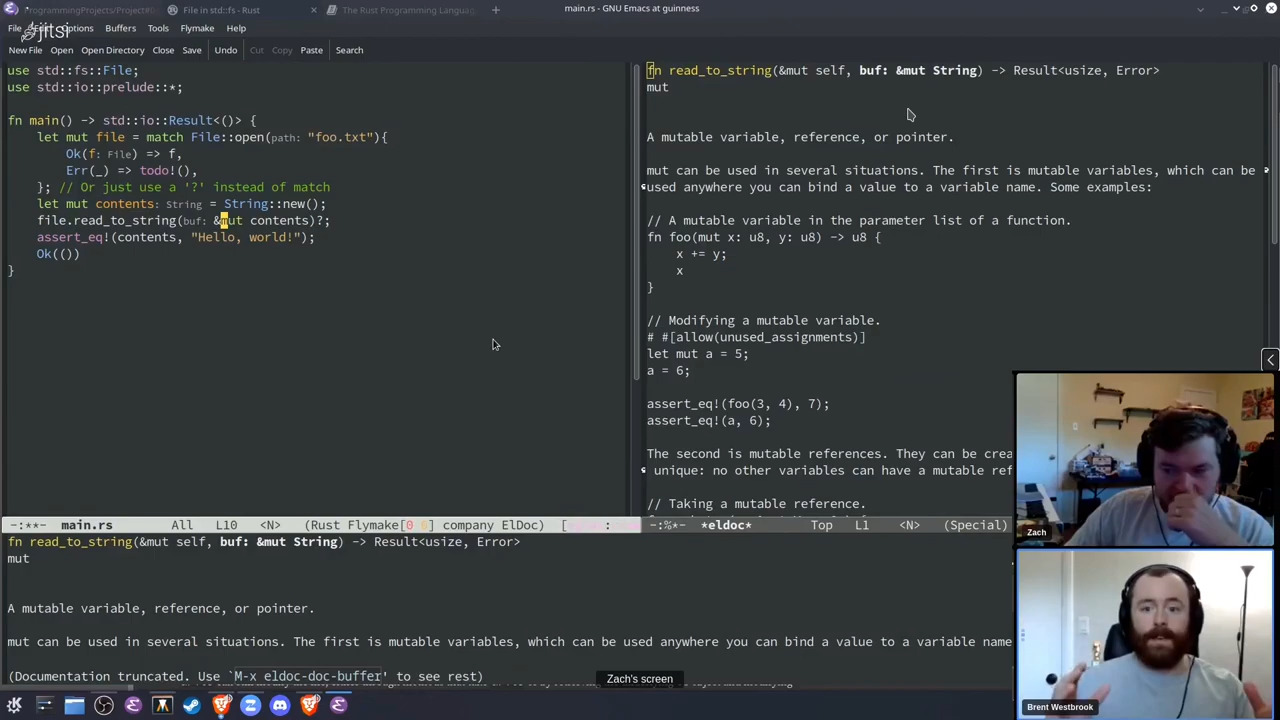 ProgrammingProjects/Project#
File in std::fs - Rust
The Rust Programming Languag
main.rs - GNU Emacs at guinness
jitsi
File Edit Options Buffers Tools Flymake Help
New File Open Open Directory Close Save Undo Cut Copy Paste Search
use std::fs::File;
use std::io::prelude::*;
fn main() -> std::io::Result<()> {
let mut file = match File::open(path: "foo.txt"){
Ok(f: File) => f,
Err(_) => todo!(),
}; // Or just use a '?' instead of match
let mut contents: String = String::new();
file.read_to_string(buf: &mut contents)?;
assert_eq!(contents, "Hello, world!");
Ok(())
}
-:**- main.rs All L10 <N> (Rust Flymake[0 6] company ElDoc) [
fn read_to_string(&mut self, buf: &mut String) -> Result<usize, Error>
mut
A mutable variable, reference, or pointer.
mut can be used in several situations. The first is mutable variables, which can be
used anywhere you can bind a value to a variable name. Some examples:
// A mutable variable in the parameter list of a function.
fn foo(mut x: u8, y: u8) -> u8 {
x += y;
x
}
// Modifying a mutable variable.
# #[allow(unused_assignments)]
let mut a = 5;
a = 6;
assert_eq!(foo(3, 4), 7);
assert_eq!(a, 6);
The second is mutable references. They can be crea
unique: no other variables can have a mutable ref
// Taking a mutable reference.
-:%*- *eldoc* Top L1 <N> (Special)
fn read_to_string(&mut self, buf: &mut String) -> Result<usize, Error>
mut
A mutable variable, reference, or pointer.
mut can be used in several situations. The first is mutable variables, which can be used anywhere you can bind a value to a variable name
(Documentation truncated. Use `M-x eldoc-doc-buffer' to see rest)
Zach's screen
Zach
Brent Westbrook